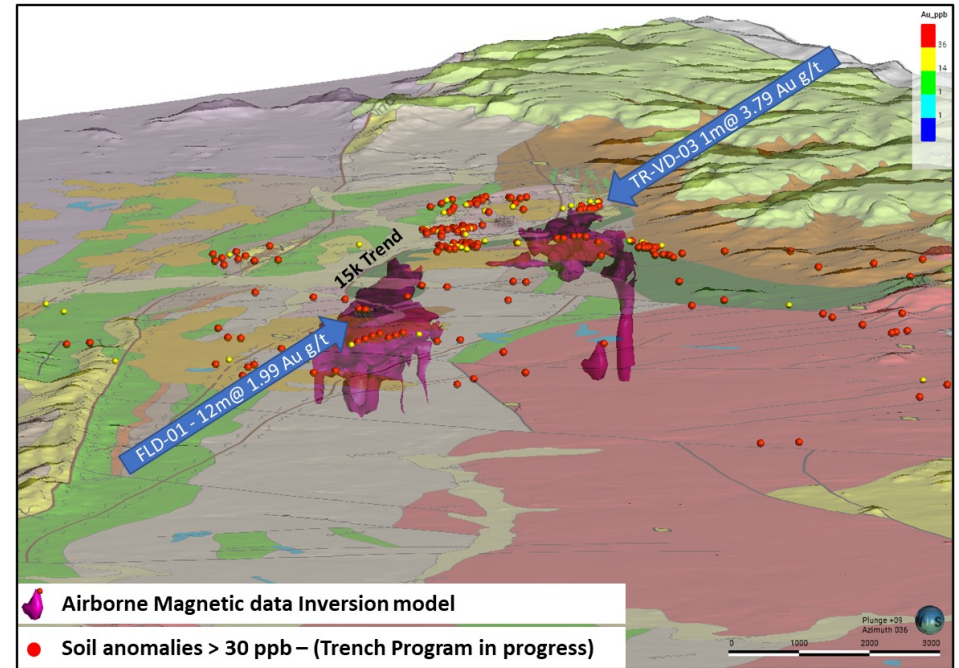 Au_ppb
36
14
1
1
TR-VD-03 1m@ 3.79 Au g/t
15k Trend
FLD-01 - 12m@ 1.99 Au g/t
Airborne Magnetic data Inversion model
Soil anomalies > 30 ppb – (Trench Program in progress)
Plunge +09
Azimuth 036
0 1000 2000 3000